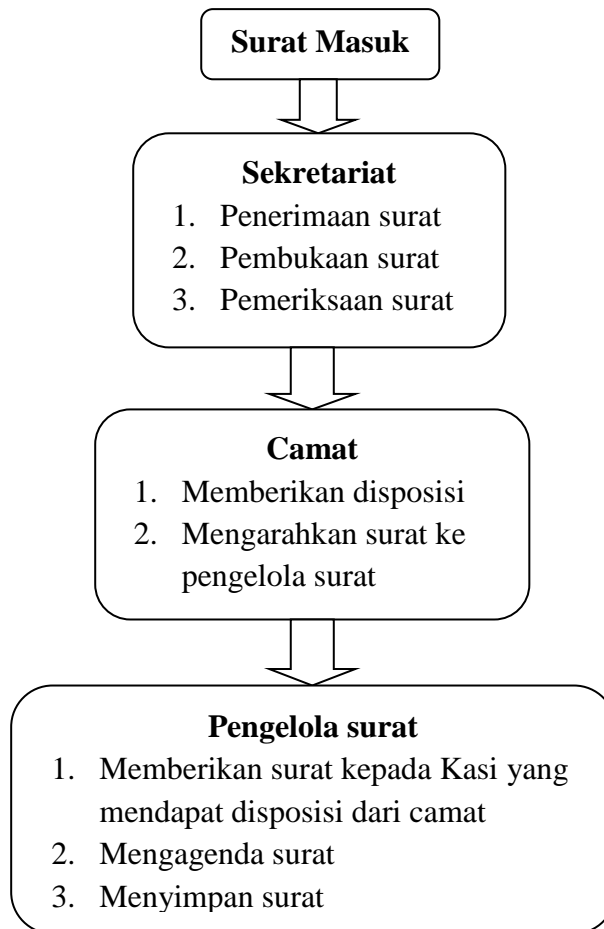 Surat Masuk
Sekretariat
1. Penerimaan surat
2. Pembukaan surat
3. Pemeriksaan surat
Camat
1. Memberikan disposisi
2. Mengarahkan surat ke
pengelola surat
Pengelola surat
1. Memberikan surat kepada Kasi yang
mendapat disposisi dari camat
2. Mengagenda surat
3. Menyimpan surat